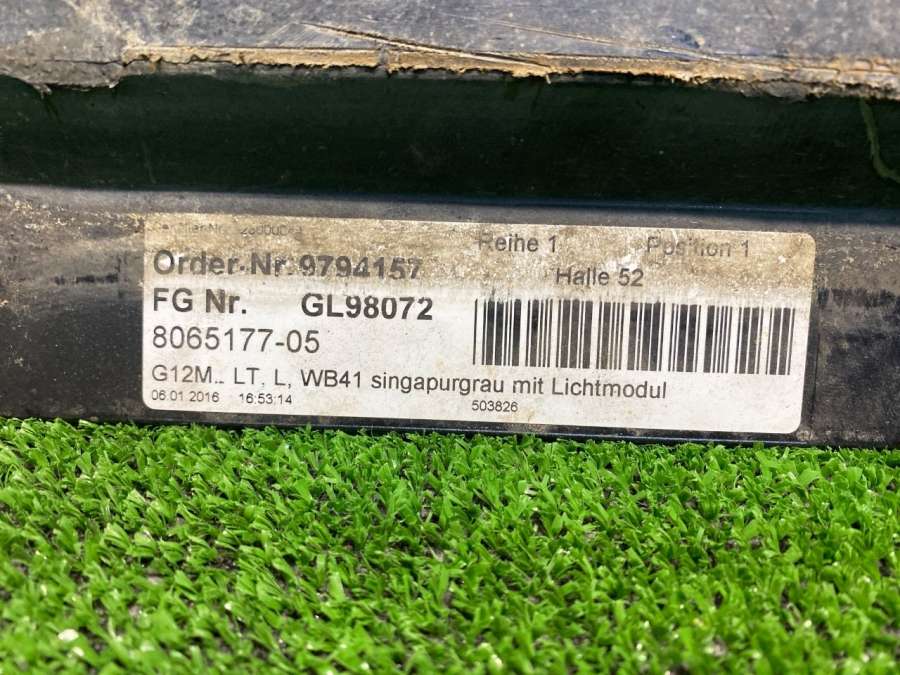 Reihe 1 Position 1
Order-Nr. 9794157 Halle 52
FG Nr. GL98072
8065177-05
G12M.. LT, L, WB41 singapurgrau mit Lichtmodul
06.01.2016 16:53:14 503826